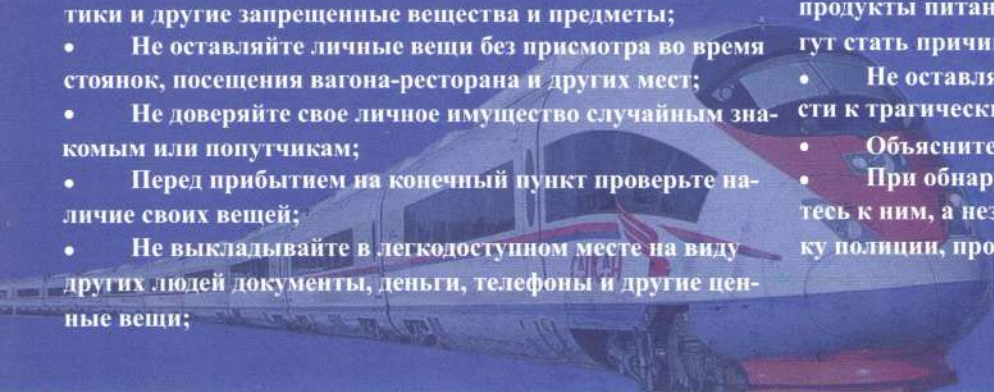 тики и другие запрещенные вещества и предметы;
• Не оставляйте личные вещи без присмотра во время
стоянок, посещения вагона-ресторана и других мест;
• Не доверяйте свое личное имущество случайным зна-
комым или попутчикам;
• Перед прибытием на конечный пункт проверьте на-
личие своих вещей;
• Не выкладывайте в легкодоступном месте на виду
других людей документы, деньги, телефоны и другие цен-
ные вещи;
продукты питан
гут стать причи
• Не оставля
сти к трагическ
• Объясните
• При обнар
тесь к ним, а нез
ку полиции, про